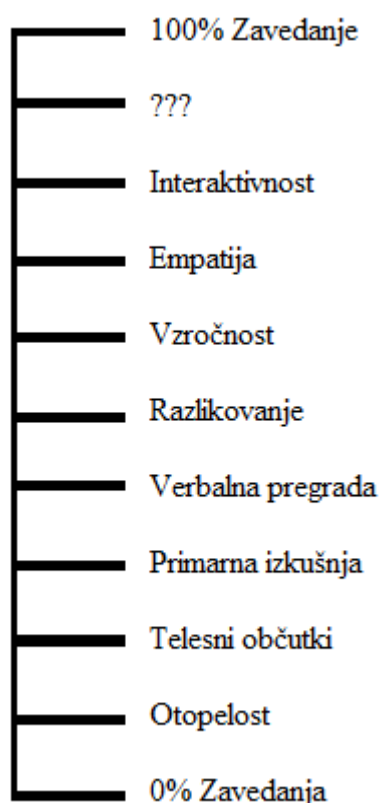 100% Zavedanje
???
Interaktivnost
Empatija
Vzročnost
Razlikovanje
Verbalna pregrada
Primarna izkušnja
Telesni občutki
Otopelost
0% Zavedanja